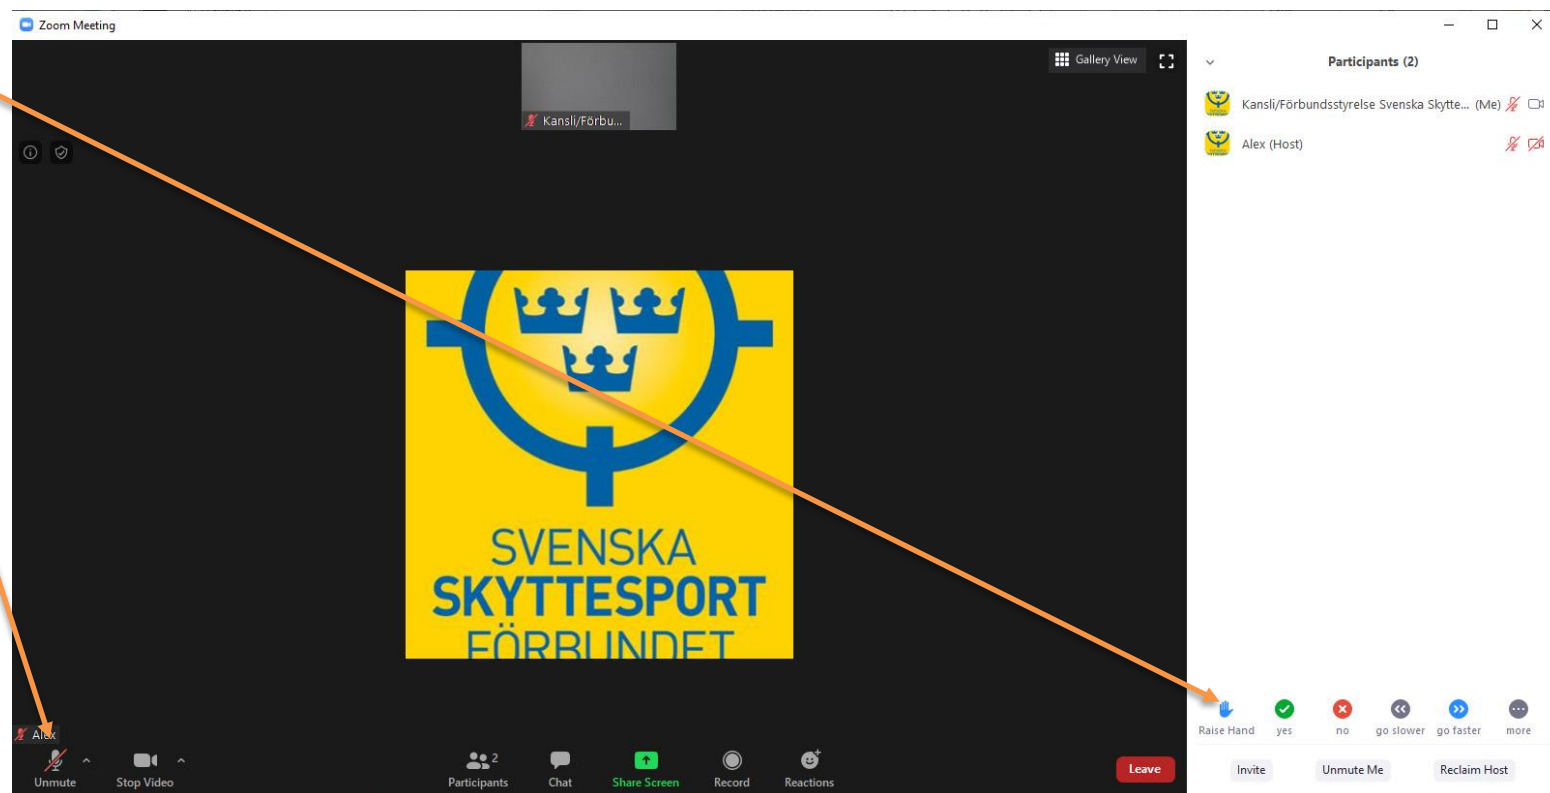 Zoom Meeting
Gallery View
Kansli/Förbu...
SVENSKA
SKYTTESPORT
FÖRBUNDET
Alex
Unmute
Stop Video
2
Participants
Chat
Share Screen
Record
Reactions
Leave
Participants (2)
Kansli/Förbundsstyrelse Svenska Skytte... (Me)
Alex (Host)
Raise Hand
yes
no
go slower
go faster
more
Invite
Unmute Me
Reclaim Host